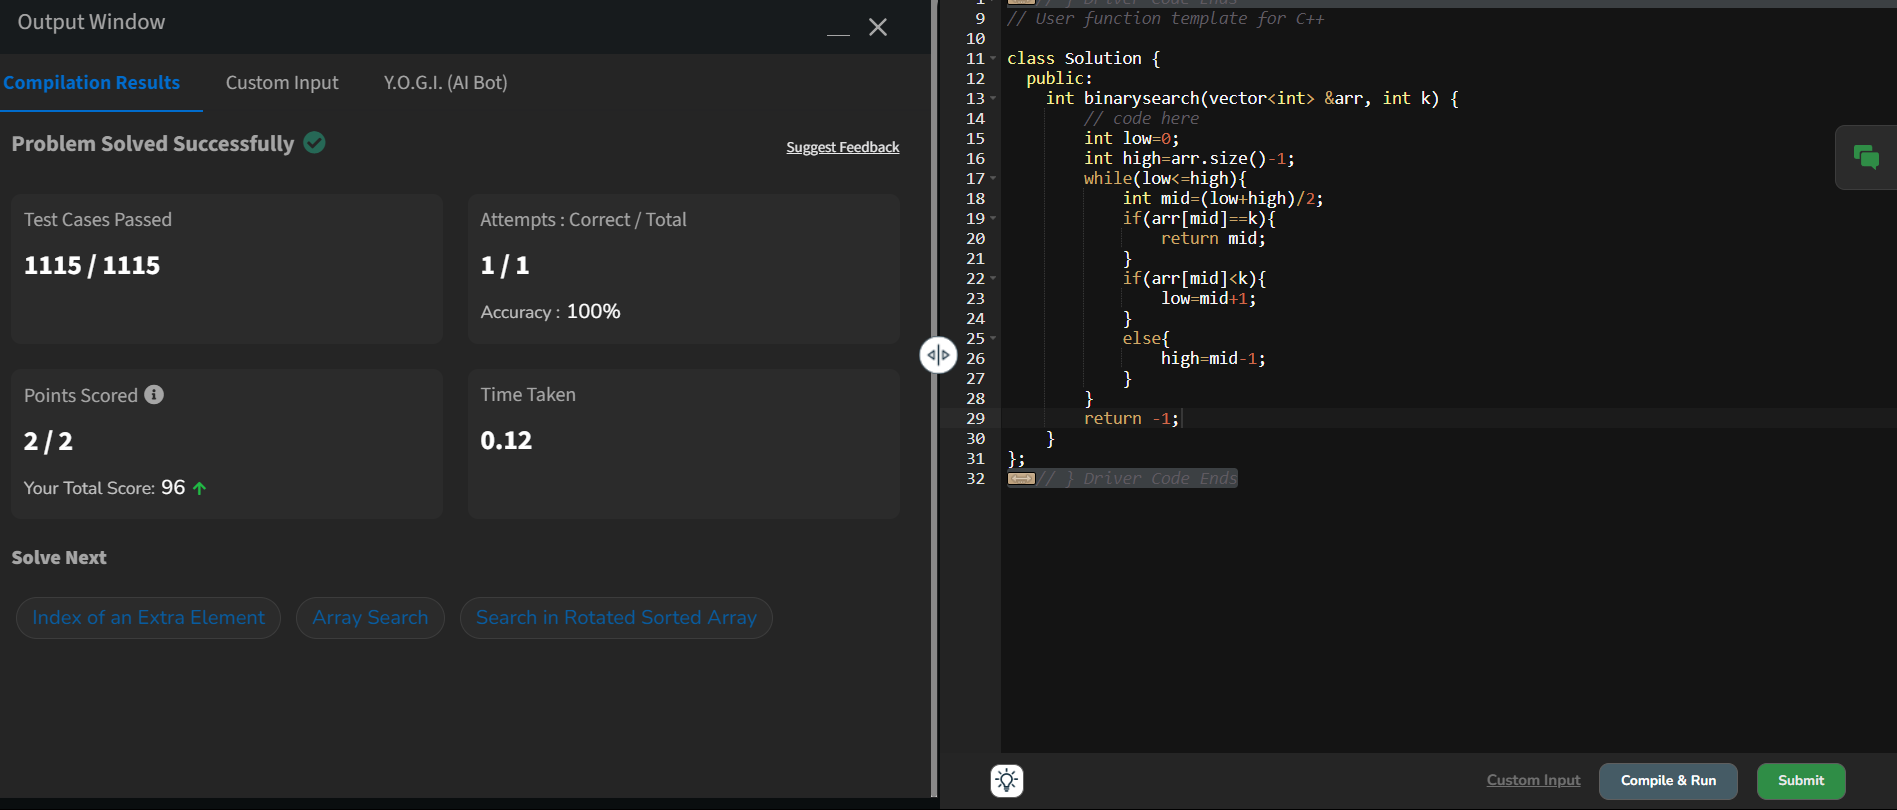 Output Window
Compilation Results Custom Input Y.O.G.I. (AI Bot)
Problem Solved Successfully
Suggest Feedback
Test Cases Passed
1115 / 1115
Attempts : Correct / Total
1 / 1
Accuracy : 100%
Points Scored
2 / 2
Your Total Score: 96
Time Taken
0.12
Solve Next
Index of an Extra Element Array Search Search in Rotated Sorted Array
1 // } Driver Code Ends
9 // User function template for C++
10
11 class Solution {
12   public:
13     int binarysearch(vector<int> &arr, int k) {
14         // code here
15         int low=0;
16         int high=arr.size()-1;
17         while(low<=high){
18             int mid=(low+high)/2;
19             if(arr[mid]==k){
20                 return mid;
21             }
22             if(arr[mid]<k){
23                 low=mid+1;
24             }
25             else{
26                 high=mid-1;
27             }
28         }
29         return -1;
30     }
31 };
32 // } Driver Code Ends
Custom Input Compile & Run Submit